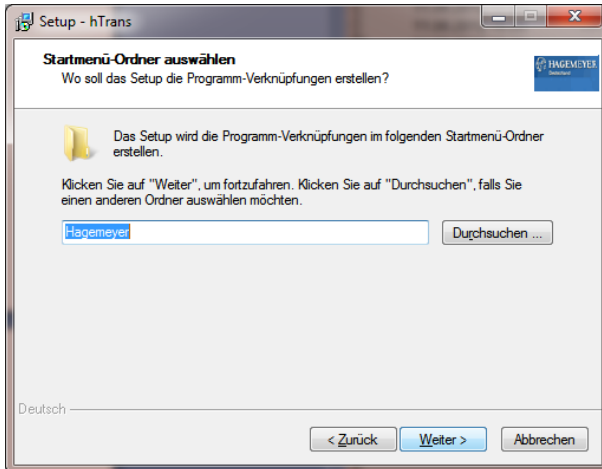 Setup - hTrans
Startmenü-Ordner auswählen
Wo soll das Setup die Programm-Verknüpfungen erstellen?
HAGEMEYER
Deutschland
Das Setup wird die Programm-Verknüpfungen im folgenden Startmenü-Ordner
erstellen.
Klicken Sie auf "Weiter", um fortzufahren. Klicken Sie auf "Durchsuchen", falls Sie
einen anderen Ordner auswählen möchten.
Hagemeyer
Durchsuchen ...
Deutsch
< Zurück
Weiter >
Abbrechen